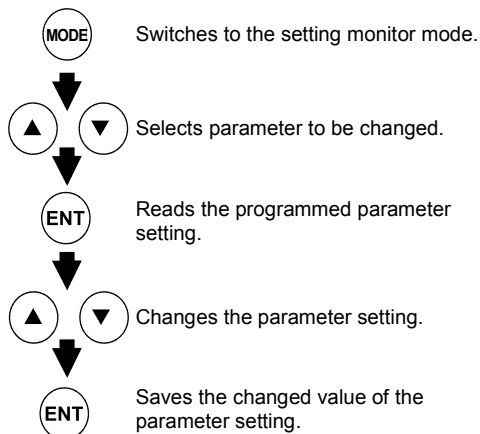 MODE Switches to the setting monitor mode.
▲ ▼ Selects parameter to be changed.
ENT Reads the programmed parameter
setting.
▲ ▼ Changes the parameter setting.
ENT Saves the changed value of the
parameter setting.